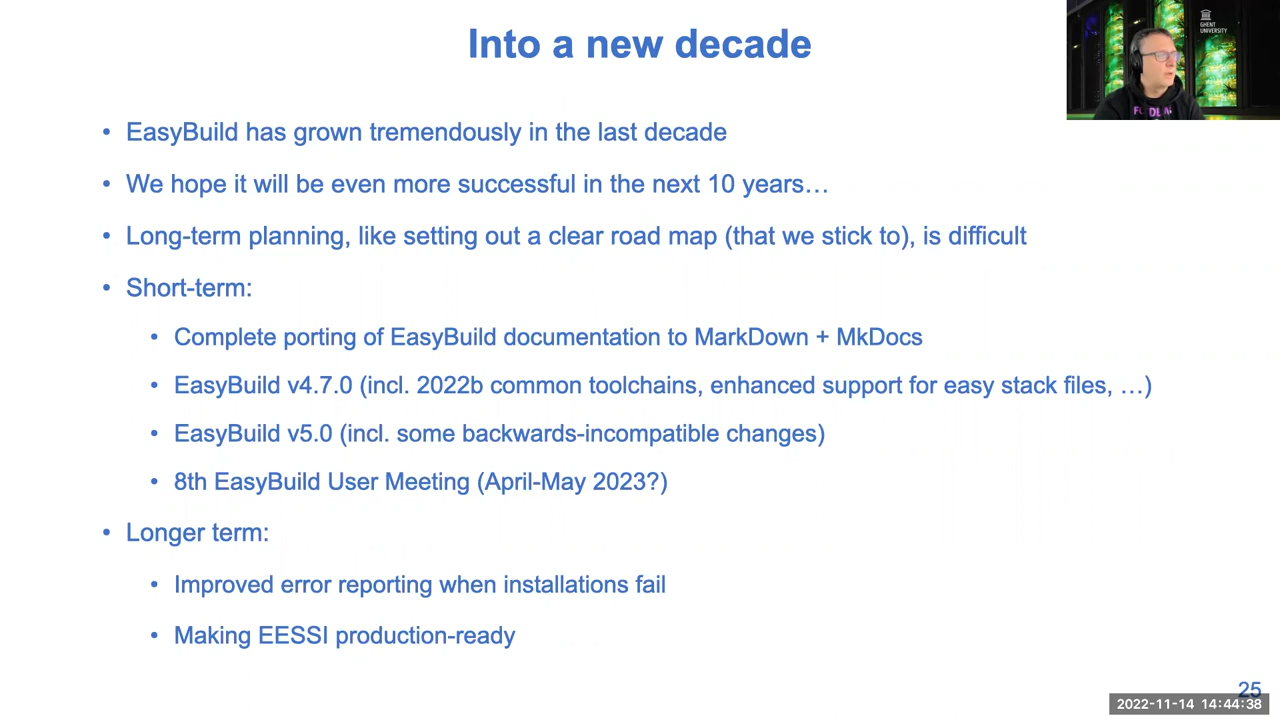 Into a new decade
GHENT
UNIVERSITY
• EasyBuild has grown tremendously in the last decade
• We hope it will be even more successful in the next 10 years…
• Long-term planning, like setting out a clear road map (that we stick to), is difficult
• Short-term:
• Complete porting of EasyBuild documentation to MarkDown + MkDocs
• EasyBuild v4.7.0 (incl. 2022b common toolchains, enhanced support for easy stack files, …)
• EasyBuild v5.0 (incl. some backwards-incompatible changes)
• 8th EasyBuild User Meeting (April-May 2023?)
• Longer term:
• Improved error reporting when installations fail
• Making EESSI production-ready
25
2022-11-14 14:44:38